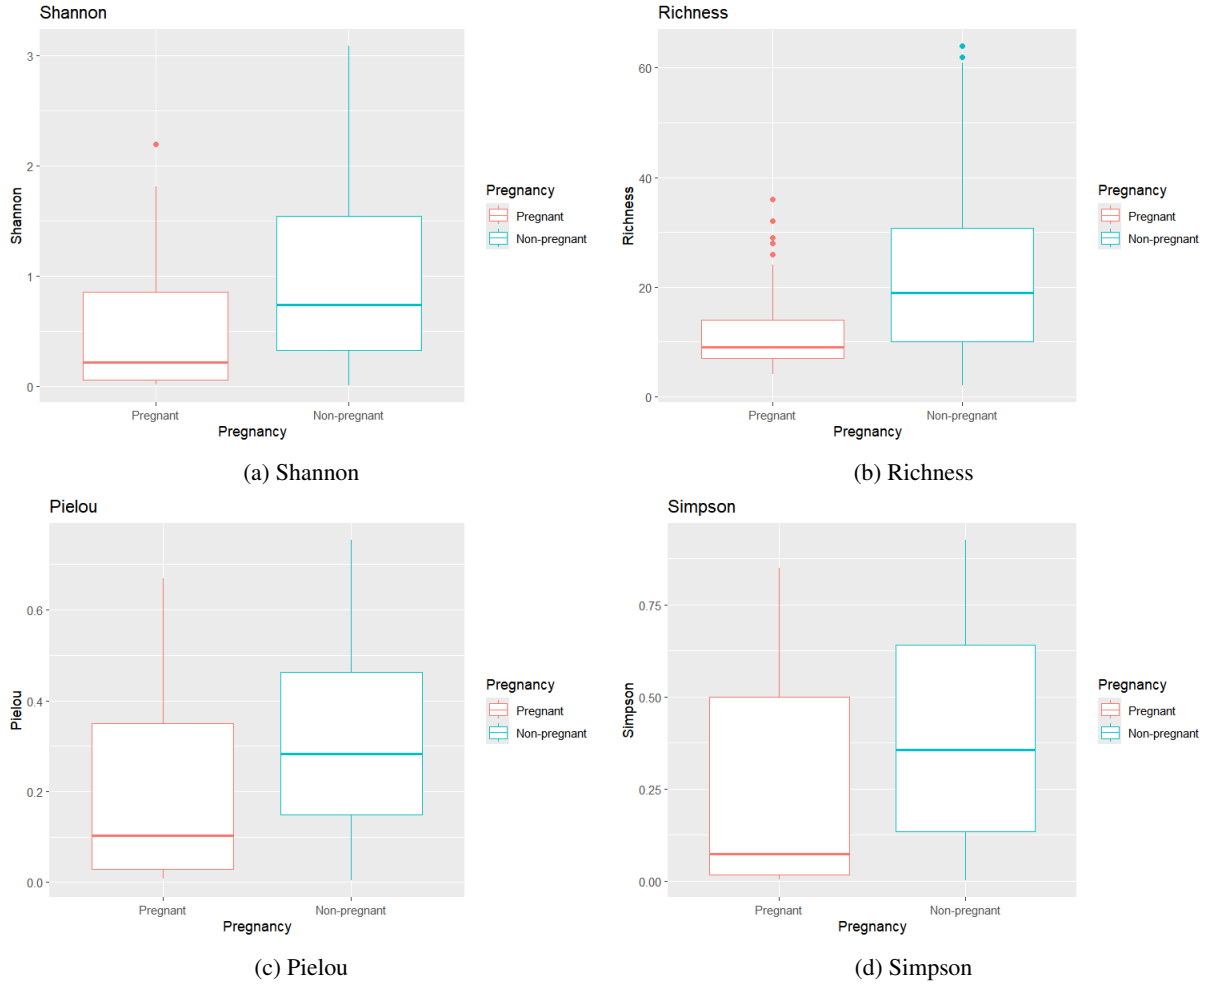 Shannon
3
2
1
0
Shannon
Pregnant
Non-pregnant
Pregnancy
Pregnancy
Pregnant
Non-pregnant
(a) Shannon
Richness
60
40
20
0
Richness
Pregnant
Non-pregnant
Pregnancy
Pregnancy
Pregnant
Non-pregnant
(b) Richness
Pielou
0.6
0.4
0.2
0.0
Pielou
Pregnant
Non-pregnant
Pregnancy
Pregnancy
Pregnant
Non-pregnant
(c) Pielou
Simpson
0.75
0.50
0.25
0.00
Simpson
Pregnant
Non-pregnant
Pregnancy
Pregnancy
Pregnant
Non-pregnant
(d) Simpson